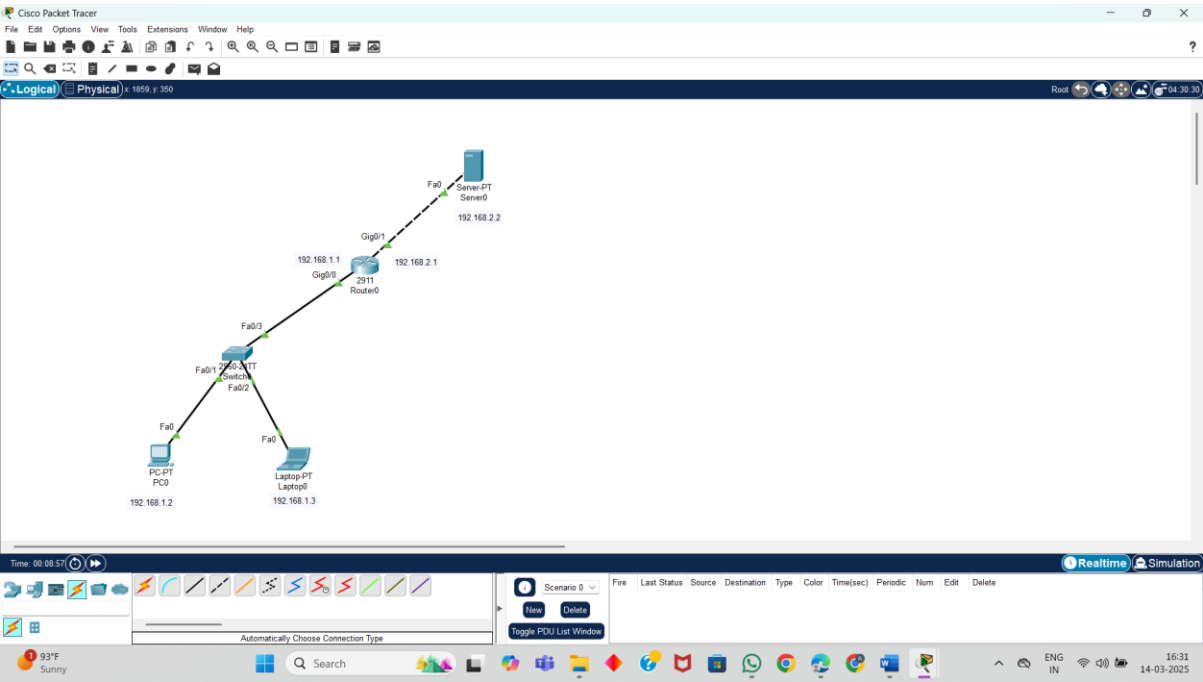 Cisco Packet Tracer
File Edit Options View Tools Extensions Window Help
?
Logical Physical x: 1859, y: 350
Root 04:30:30
Fa0
Server-PT
Server0
192.168.2.2
Gig0/1
192.168.1.1
192.168.2.1
Gig0/0
2911
Router0
Fa0/3
Fa0/1
2960-24TT
Switch0
Fa0/2
Fa0
Fa0
PC-PT
PC0
Laptop-PT
Laptop0
192.168.1.2
192.168.1.3
Time: 00:08:57
Realtime Simulation
Scenario 0
Fire Last Status Source Destination Type Color Time(sec) Periodic Num Edit Delete
New Delete
Toggle PDU List Window
Automatically Choose Connection Type
1
93°F
Sunny
Search
ENG
IN
16:31
14-03-2025